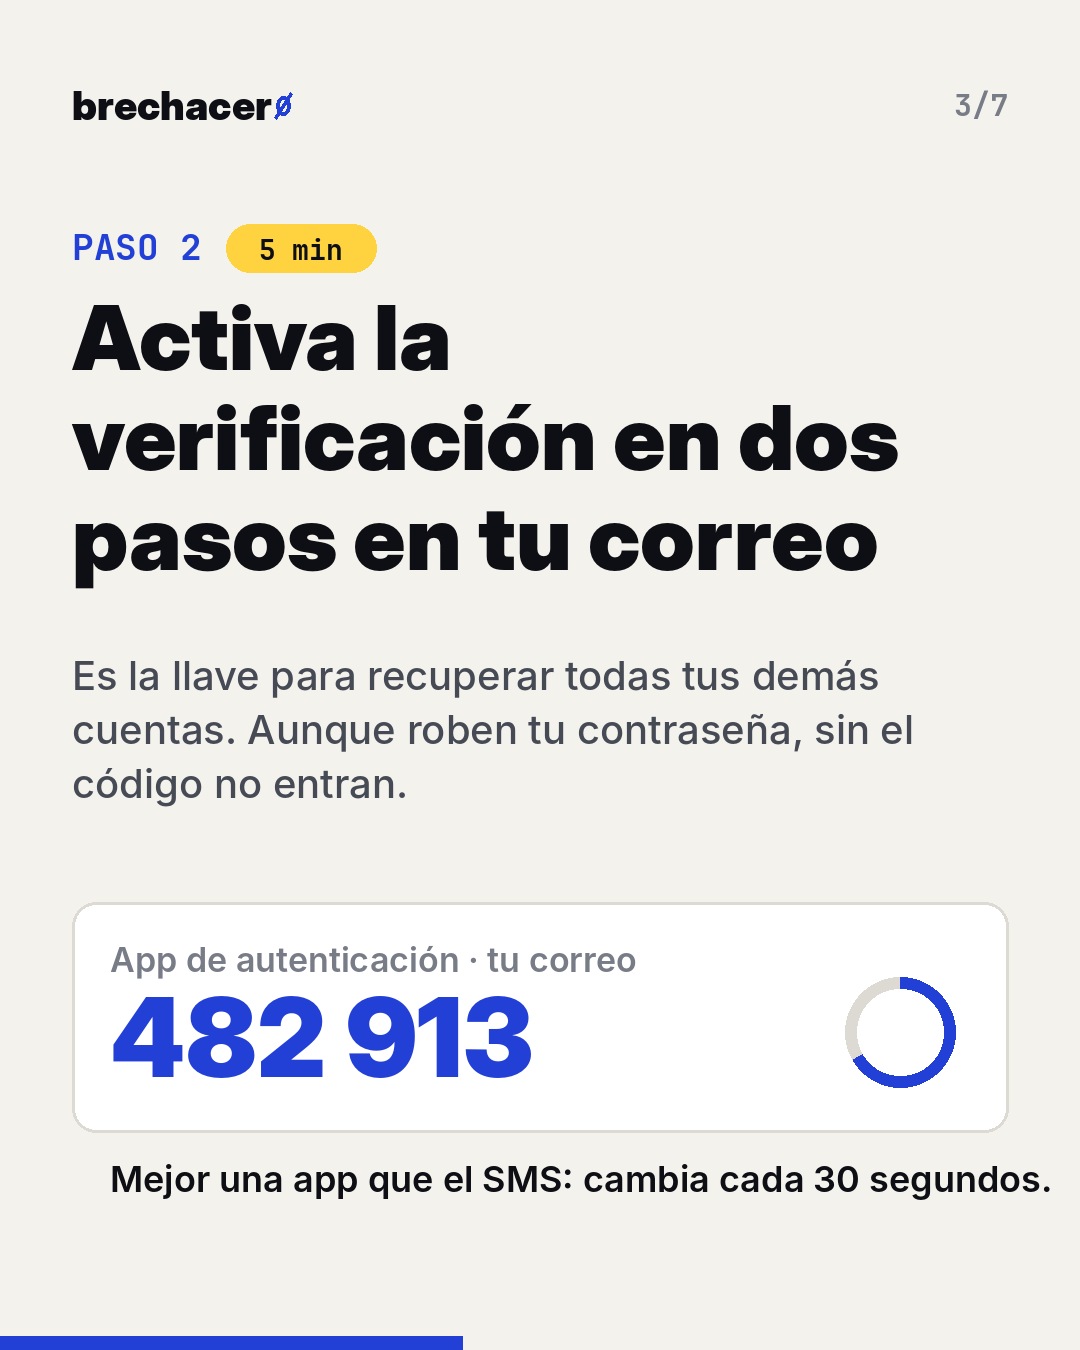 brechacerø
3/7
PASO 2
5 min
Activa la
verificación en dos
pasos en tu correo
Es la llave para recuperar todas tus demás
cuentas. Aunque roben tu contraseña, sin el
código no entran.
App de autenticación · tu correo
482 913
Mejor una app que el SMS: cambia cada 30 segundos.